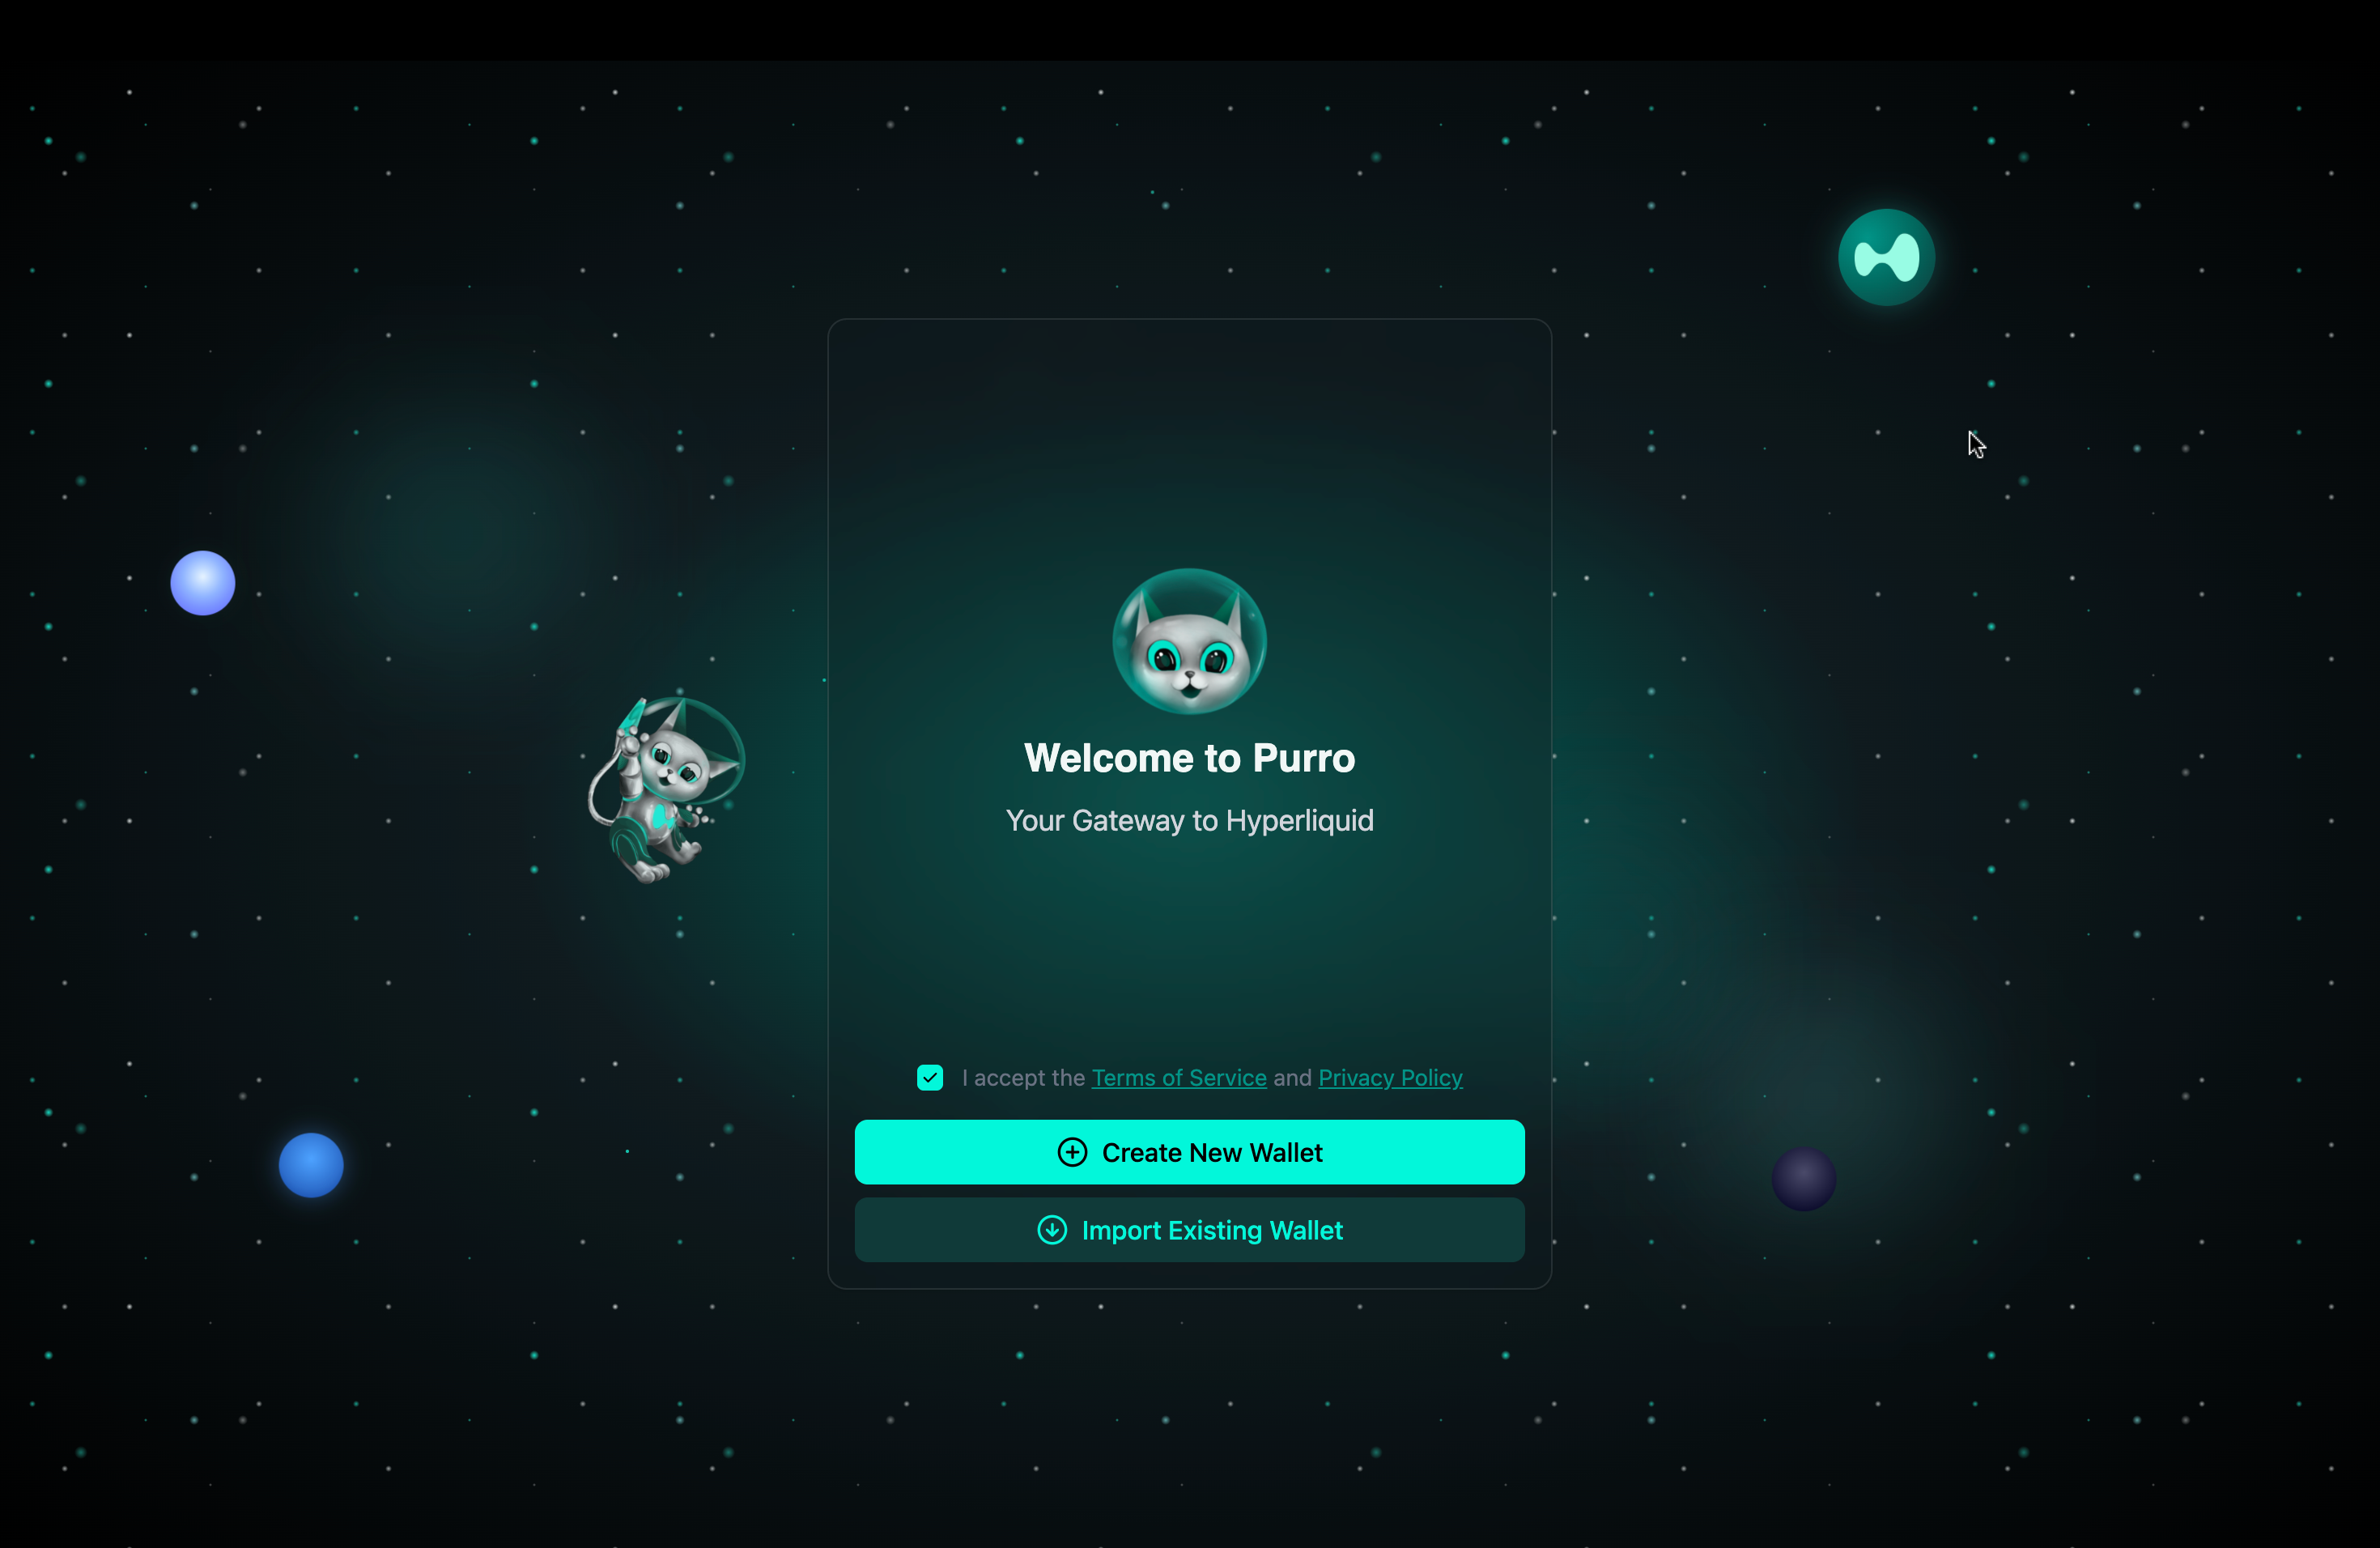 Welcome to Purro
Your Gateway to Hyperliquid
I accept the Terms of Service and Privacy Policy
Create New Wallet
Import Existing Wallet